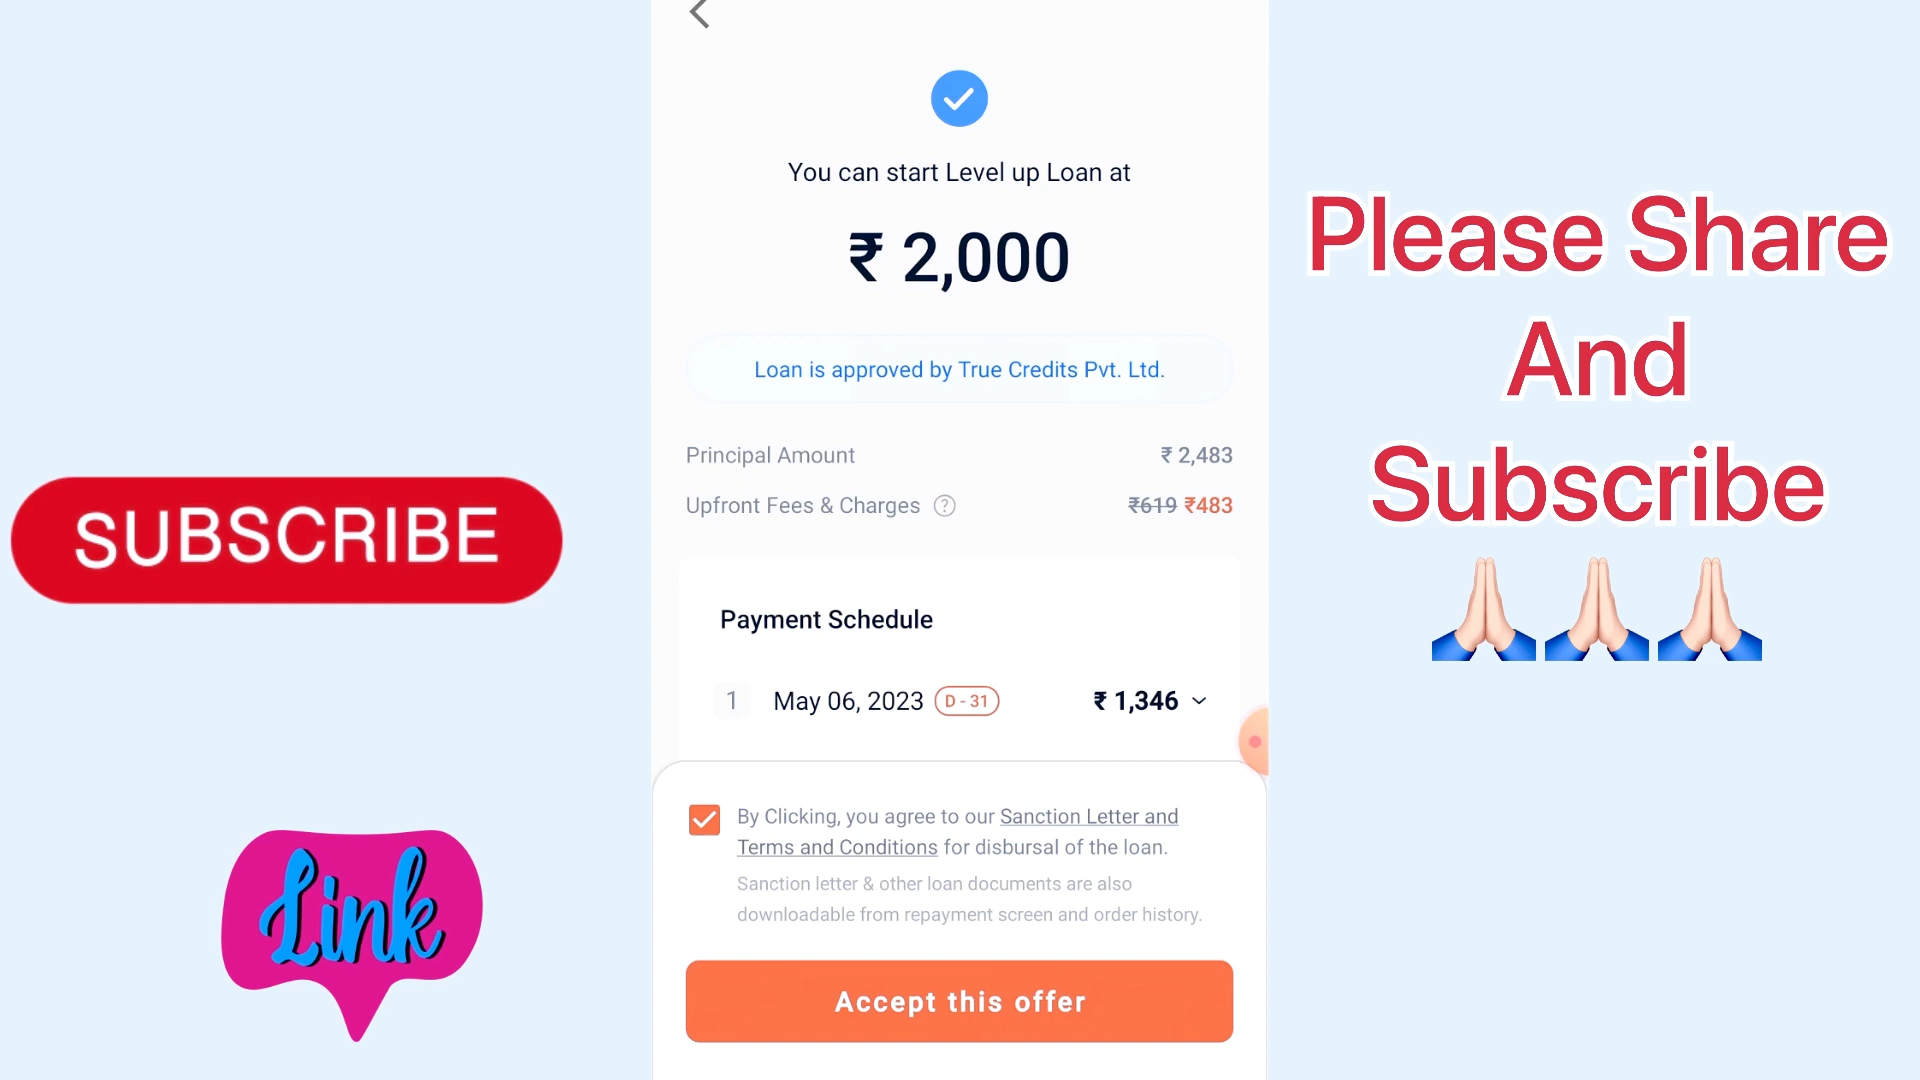 You can start Level up Loan at
₹ 2,000
Loan is approved by True Credits Pvt. Ltd.
Principal Amount ₹ 2,483
Upfront Fees & Charges ? ₹619 ₹483
Payment Schedule
1 May 06, 2023 D - 31 ₹ 1,346
By Clicking, you agree to our Sanction Letter and
Terms and Conditions for disbursal of the loan.
Sanction letter & other loan documents are also
downloadable from repayment screen and order history.
Accept this offer
SUBSCRIBE
Link
Please Share
And
Subscribe